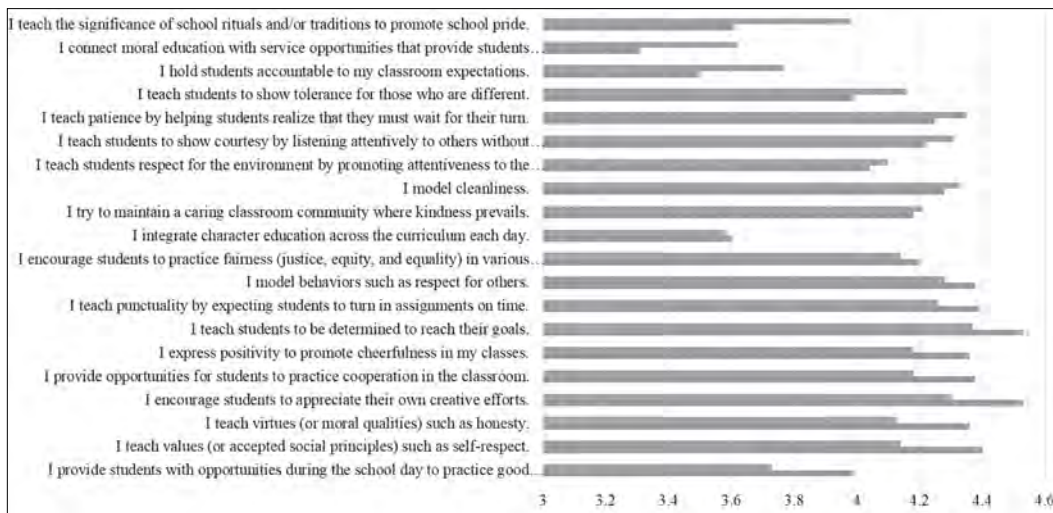 I teach the significance of school rituals and/or traditions to promote school pride.
I connect moral education with service opportunities that provide students…
I hold students accountable to my classroom expectations.
I teach students to show tolerance for those who are different.
I teach patience by helping students realize that they must wait for their turn.
I teach students to show courtesy by listening attentively to others without
I teach students respect for the environment by promoting attentiveness to the
I model cleanliness.
I try to maintain a caring classroom community where kindness prevails.
I integrate character education across the curriculum each day.
I encourage students to practice fairness (justice, equity, and equality) in various…
I model behaviors such as respect for others.
I teach punctuality by expecting students to turn in assignments on time.
I teach students to be determined to reach their goals.
I express positivity to promote cheerfulness in my classes.
I provide opportunities for students to practice cooperation in the classroom.
I encourage students to appreciate their own creative efforts.
I teach virtues (or moral qualities) such as honesty.
I teach values (or accepted social principles) such as self-respect.
I provide students with opportunities during the school day to practice good…
3 3.2 3.4 3.6 3.8 4 4.2 4.4 4.6